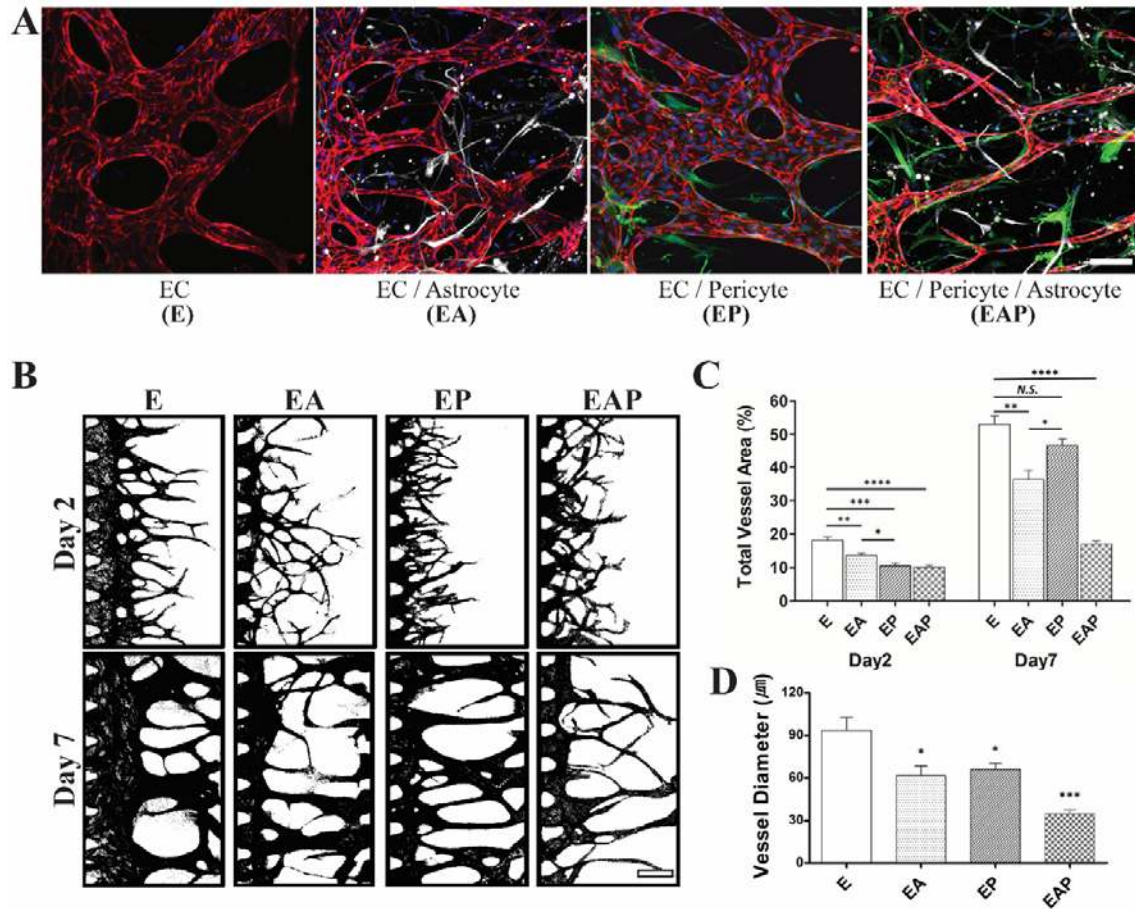 A
EC
(E)
EC / Astrocyte
(EA)
EC / Pericyte
(EP)
EC / Pericyte / Astrocyte
(EAP)
B
E EA EP EAP
Day 2
Day 7
C
Total Vessel Area (%)
60
50
40
30
20
10
0
****
***
**
*
****
N.S.
**
*
E EA EP EAP E EA EP EAP
Day2 Day7
D
Vessel Diameter (㎛)
120
90
60
30
0
* * ***
E EA EP EAP